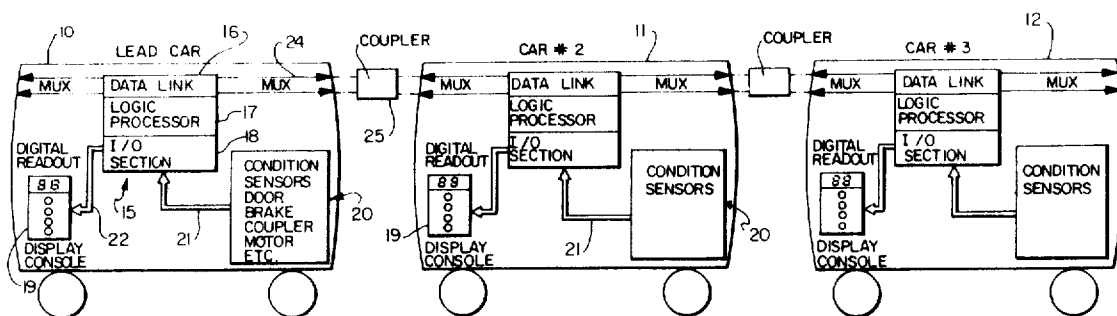 10
LEAD CAR
16
24
COUPLER
11
CAR # 2
COUPLER
12
CAR # 3
MUX
DATA LINK
MUX
MUX
DATA LINK
MUX
MUX
DATA LINK
MUX
LOGIC
PROCESSOR
17
25
LOGIC
PROCESSOR
LOGIC
PROCESSOR
I/O
SECTION
18
I/O
SECTION
I/O
SECTION
DIGITAL
READOUT
88
15
22
21
CONDITION
SENSORS
DOOR
BRAKE
COUPLER
MOTOR
ETC.
20
19
DISPLAY
CONSOLE
DIGITAL
READOUT
88
19
DISPLAY
CONSOLE
21
CONDITION
SENSORS
20
DIGITAL
READOUT
88
DISPLAY
CONSOLE
CONDITION
SENSORS